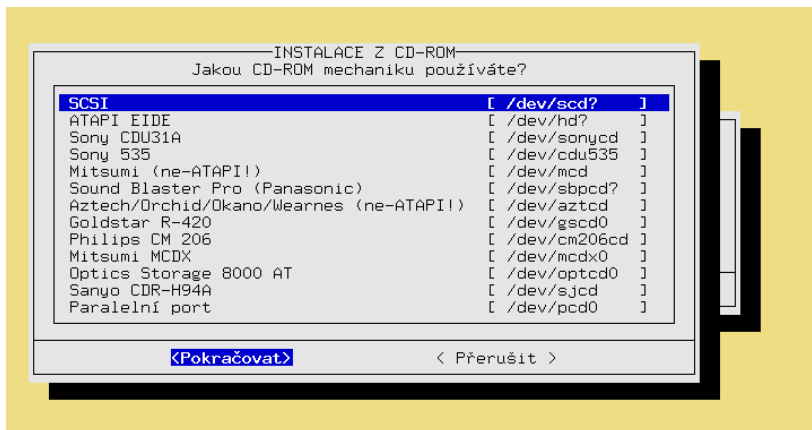 INSTALACE Z CD-ROM
Jakou CD-ROM mechaniku používáte?
SCSI [ /dev/scd? ]
ATAPI EIDE [ /dev/hd? ]
Sony CDU31A [ /dev/sonycd ]
Sony 535 [ /dev/cdu535 ]
Mitsumi (ne-ATAPI!) [ /dev/mcd ]
Sound Blaster Pro (Panasonic) [ /dev/sbpcd? ]
Aztech/Orchid/Okano/Wearnes (ne-ATAPI!) [ /dev/aztcd ]
Goldstar R-420 [ /dev/gscd0 ]
Philips CM 206 [ /dev/cm206cd ]
Mitsumi MCDX [ /dev/mcdx0 ]
Optics Storage 8000 AT [ /dev/optcd0 ]
Sanyo CDR-H94A [ /dev/sjcd ]
Paralelní port [ /dev/pcd0 ]
<Pokračovat> < Přerušit >